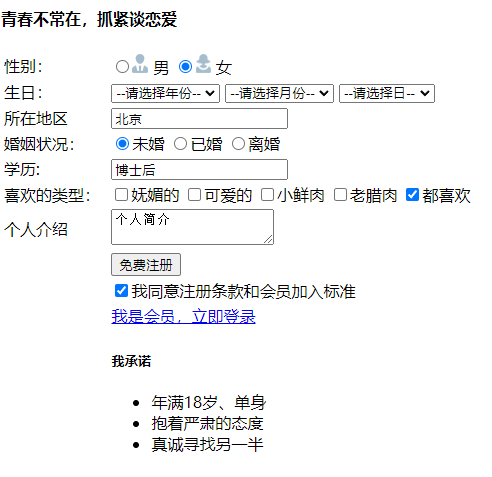 青春不常在，抓紧谈恋爱
性别： 男 女
生日： --请选择年份-- --请选择月份-- --请选择日--
所在地区 北京
婚姻状况： 未婚 已婚 离婚
学历: 博士后
喜欢的类型： 妩媚的 可爱的 小鲜肉 老腊肉 都喜欢
个人介绍 个人简介
免费注册
我同意注册条款和会员加入标准
我是会员，立即登录
我承诺
年满18岁、单身
抱着严肃的态度
真诚寻找另一半